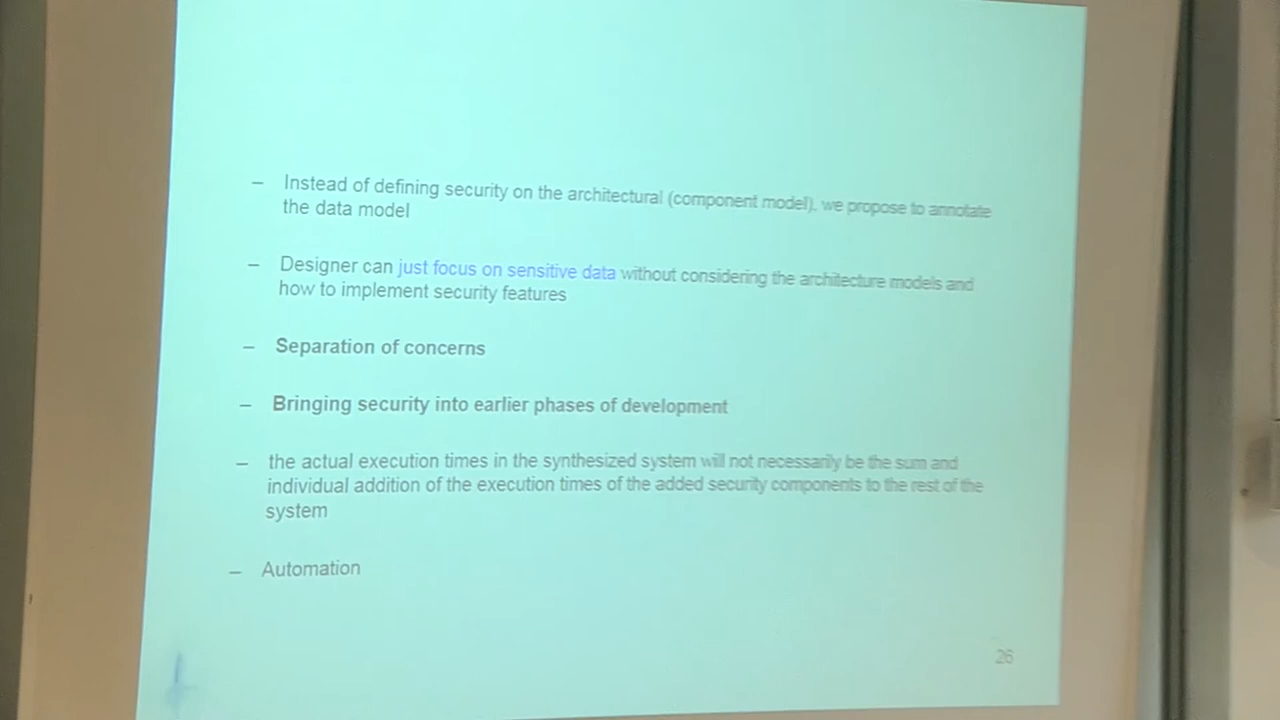 – Instead of defining security on the architectural (component model), we propose to annotate
the data model
– Designer can just focus on sensitive data without considering the architecture models and
how to implement security features
– Separation of concerns
– Bringing security into earlier phases of development
– the actual execution times in the synthesized system will not necessarily be the sum and
individual addition of the execution times of the added security components to the rest of the
system
– Automation
26